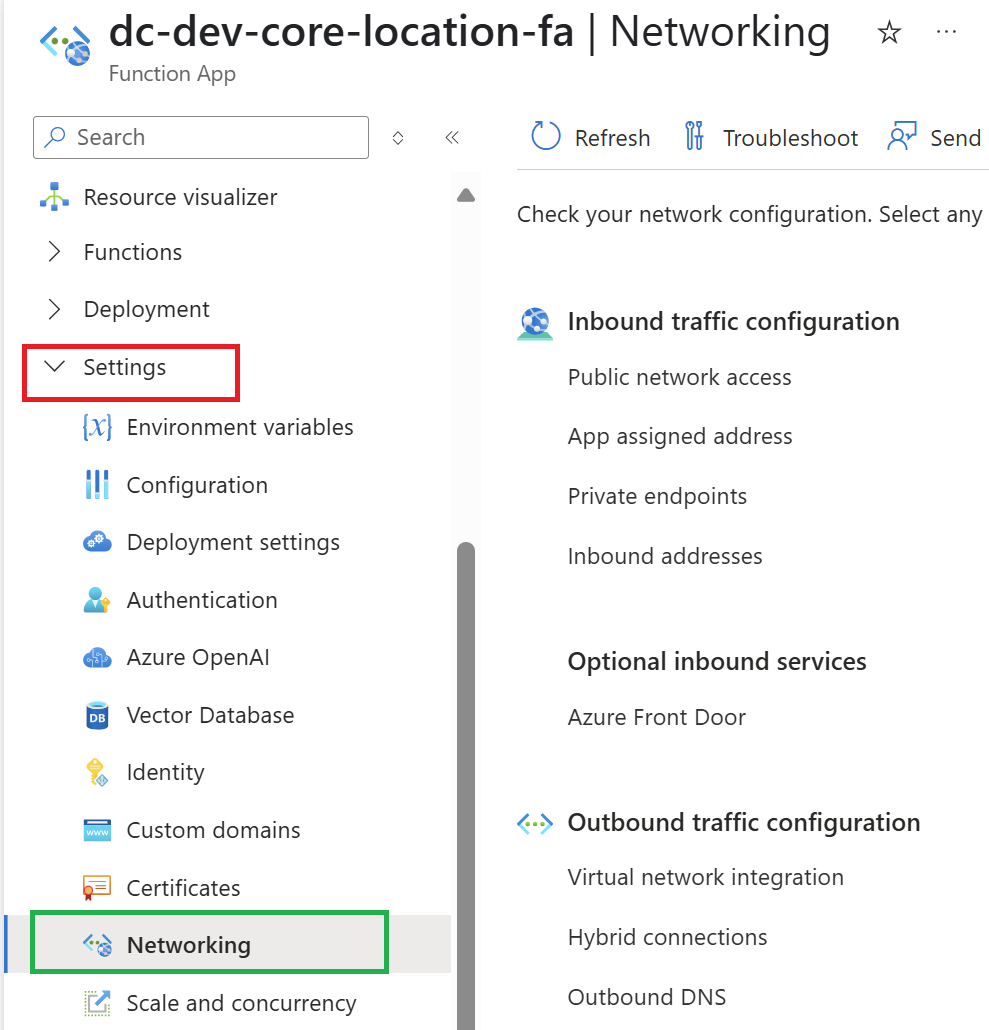 dc-dev-core-location-fa | Networking
Function App
Search
Refresh
Troubleshoot
Send
Resource visualizer
Functions
Deployment
Settings
Environment variables
Configuration
Deployment settings
Authentication
Azure OpenAI
DB
Vector Database
Identity
www
Custom domains
Certificates
Networking
Scale and concurrency
Check your network configuration. Select any
Inbound traffic configuration
Public network access
App assigned address
Private endpoints
Inbound addresses
Optional inbound services
Azure Front Door
Outbound traffic configuration
Virtual network integration
Hybrid connections
Outbound DNS